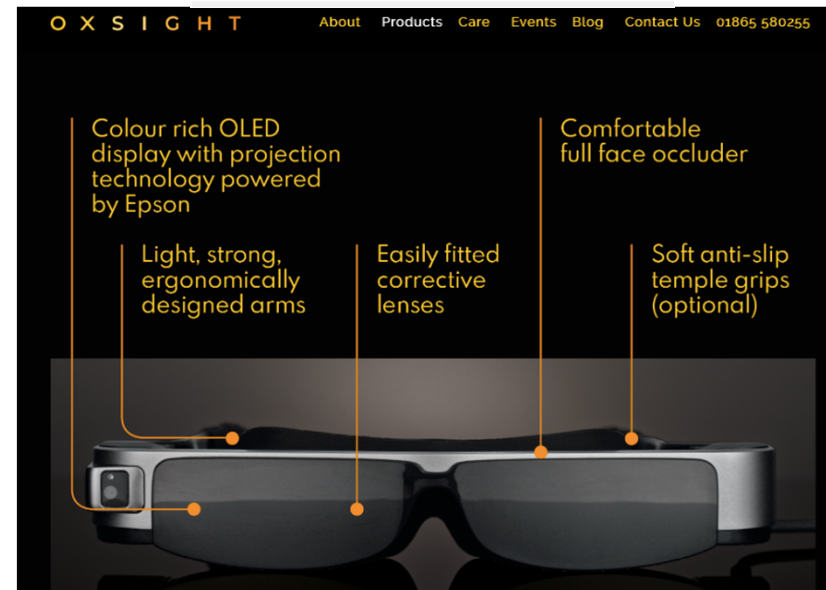 OXSIGHT
About Products Care Events Blog Contact Us 01865 580255
Colour rich OLED
display with projection
technology powered
by Epson
Comfortable
full face occluder
Light, strong,
ergonomically
designed arms
Easily fitted
corrective
lenses
Soft anti-slip
temple grips
(optional)